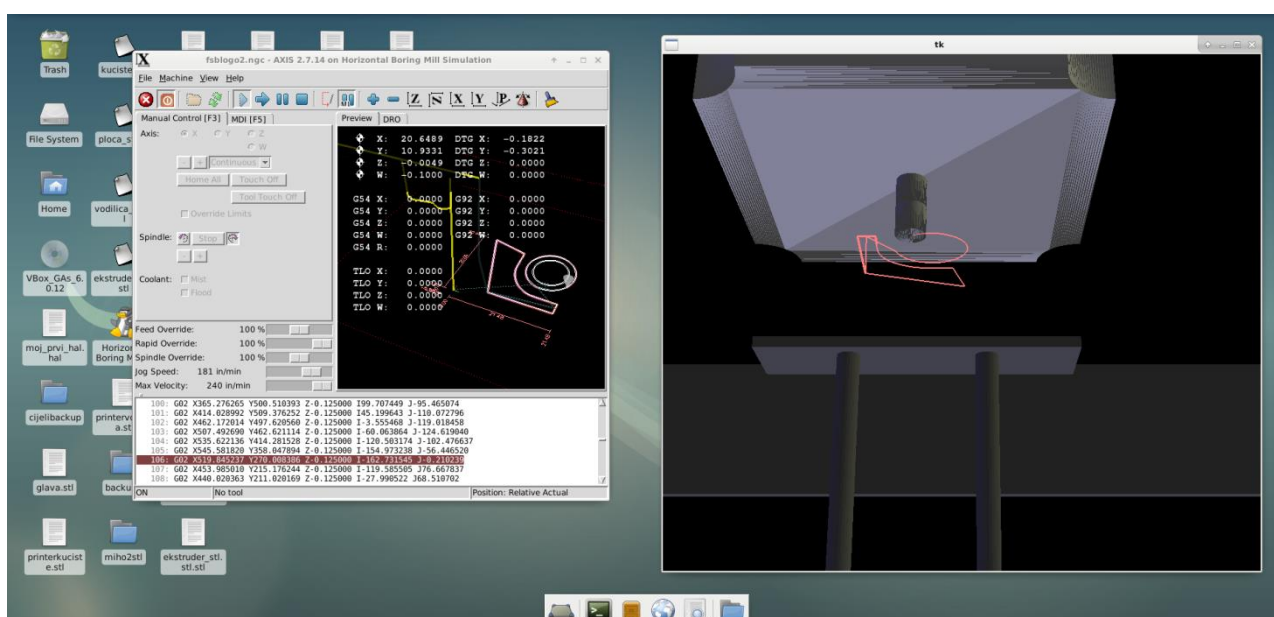 Trash
kuciste
File System
ploca_s
Home
vodilica_
l
VBox_GAs_6.
0.12
ekstrude
stl
moj_prvi_hal.
hal
Horizo
Boring M
cijelibackup
printerv
a.st
glava.stl
backu
printerkucist
e.stl
miho2stl
ekstruder_stl.
stl.stl
fsblogo2.ngc - AXIS 2.7.14 on Horizontal Boring Mill Simulation
File Machine View Help
Manual Control [F3] MDI [F5]
Axis: X Y Z
W
- + Continuous
Home All Touch Off
Tool Touch Off
Override Limits
Spindle: Stop
- +
Coolant: Mist
Flood
Feed Override: 100 %
Rapid Override: 100 %
Spindle Override: 100 %
Jog Speed: 181 in/min
Max Velocity: 240 in/min
Preview DRO
X: 20.6489 DTG X: -0.1822
Y: 10.9331 DTG Y: -0.3021
Z: -0.0049 DTG Z: 0.0000
W: -0.1000 DTG W: 0.0000
G54 X: 0.0000 G92 X: 0.0000
G54 Y: 0.0000 G92 Y: 0.0000
G54 Z: 0.0000 G92 Z: 0.0000
G54 W: 0.0000 G92 W: 0.0000
G54 R: 0.0000
TLO X: 0.0000
TLO Y: 0.0000
TLO Z: 0.0000
TLO W: 0.0000
100: G02 X365.276265 Y500.510393 Z-0.125000 I99.707449 J-95.465074
101: G02 X414.028992 Y509.376252 Z-0.125000 I45.199643 J-110.072796
102: G02 X462.172014 Y497.620560 Z-0.125000 I-3.555468 J-119.018458
103: G02 X507.492690 Y462.621114 Z-0.125000 I-60.063864 J-124.619040
104: G02 X535.622136 Y414.281528 Z-0.125000 I-120.503174 J-102.476637
105: G02 X545.581820 Y358.047894 Z-0.125000 I-154.973238 J-56.446520
106: G02 X519.845237 Y270.008386 Z-0.125000 I-162.731545 J-0.210239
107: G02 X453.985010 Y215.176244 Z-0.125000 I-119.585505 J76.667837
108: G02 X440.020363 Y211.020169 Z-0.125000 I-27.990522 J68.510702
ON No tool Position: Relative Actual
tk